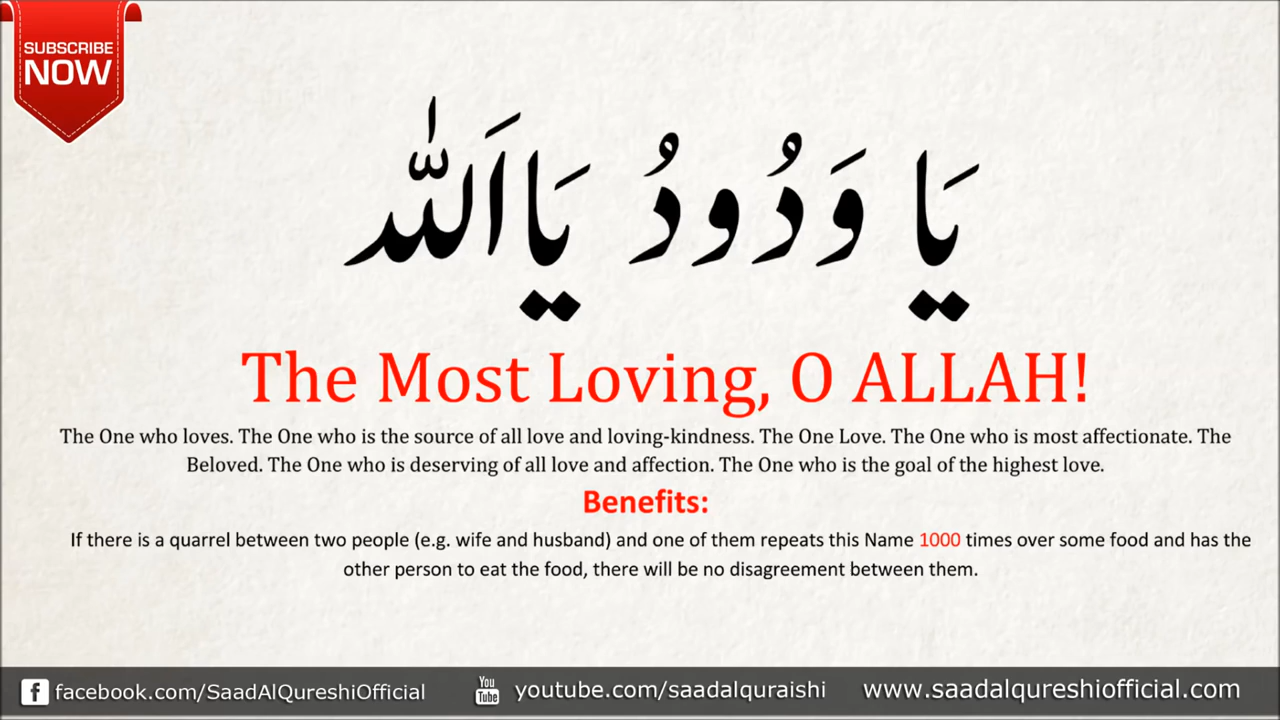 SUBSCRIBE
NOW
يَا وَدُودُ يَااَللّٰه
The Most Loving, O ALLAH!
The One who loves. The One who is the source of all love and loving-kindness. The One Love. The One who is most affectionate. The
Beloved. The One who is deserving of all love and affection. The One who is the goal of the highest love.
Benefits:
If there is a quarrel between two people (e.g. wife and husband) and one of them repeats this Name 1000 times over some food and has the
other person to eat the food, there will be no disagreement between them.
f facebook.com/SaadAlQureshiOfficial You Tube youtube.com/saadalquraishi www.saadalqureshiofficial.com